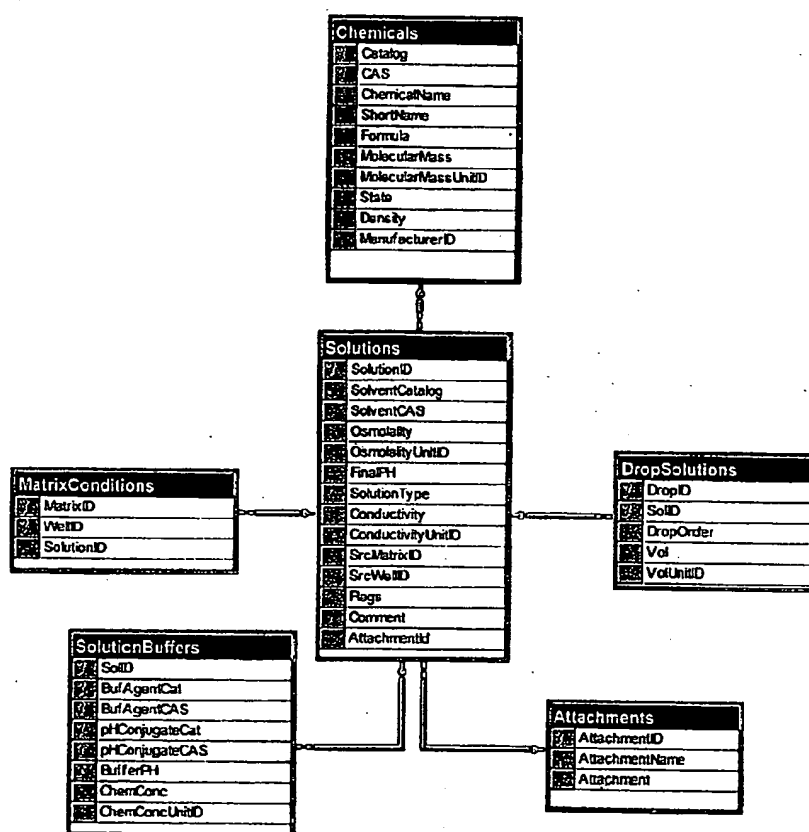 Chemicals
Catalog
CAS
ChemicalName
ShortName
Formula
MolecularMass
MolecularMassUnitID
State
Density
ManufacturerID
Solutions
SolutionID
SolventCatalog
SolventCAS
Osmolality
OsmolalityUnitID
FinalPH
SolutionType
Conductivity
ConductivityUnitID
SrcMatrixID
SrcWellID
Flags
Comment
AttachmentId
MatrixConditions
MatrixID
WellID
SolutionID
DropSolutions
DropID
SolID
DropOrder
Vol
VolUnitID
SolutionBuffers
SolID
BufAgentCat
BufAgentCAS
pHConjugateCat
pHConjugateCAS
BufferPH
ChemConc
ChemConcUnitID
Attachments
AttachmentID
AttachmentName
Attachment